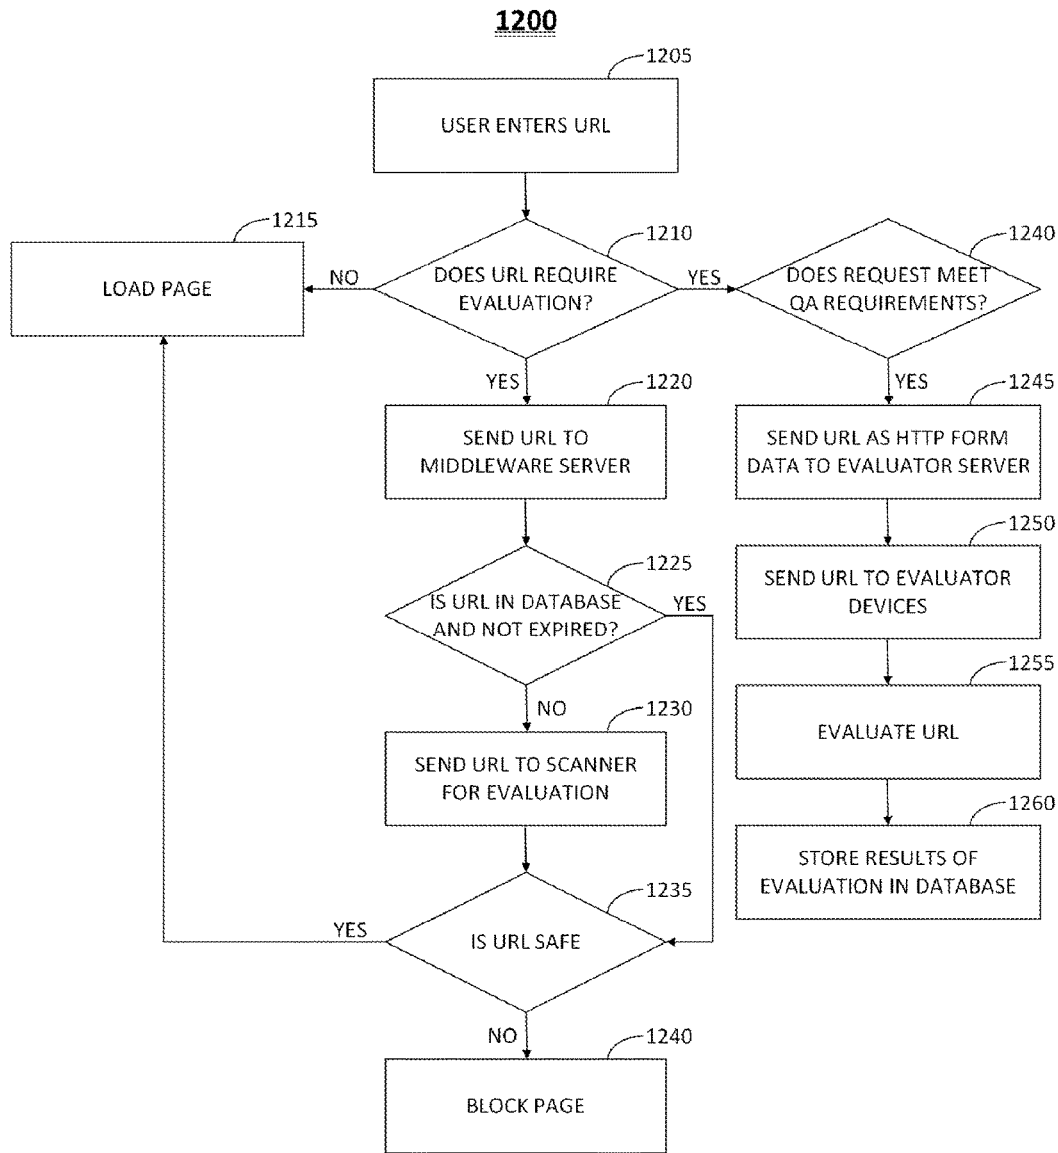 1200
1205
USER ENTERS URL
1215
LOAD PAGE
NO
1210
DOES URL REQUIRE
EVALUATION?
YES
1240
DOES REQUEST MEET
QA REQUIREMENTS?
YES
1220
SEND URL TO
MIDDLEWARE SERVER
YES
1245
SEND URL AS HTTP FORM
DATA TO EVALUATOR SERVER
1225
IS URL IN DATABASE
AND NOT EXPIRED?
YES
1250
SEND URL TO EVALUATOR
DEVICES
NO
1230
SEND URL TO SCANNER
FOR EVALUATION
1255
EVALUATE URL
1260
STORE RESULTS OF
EVALUATION IN DATABASE
YES
1235
IS URL SAFE
NO
1240
BLOCK PAGE